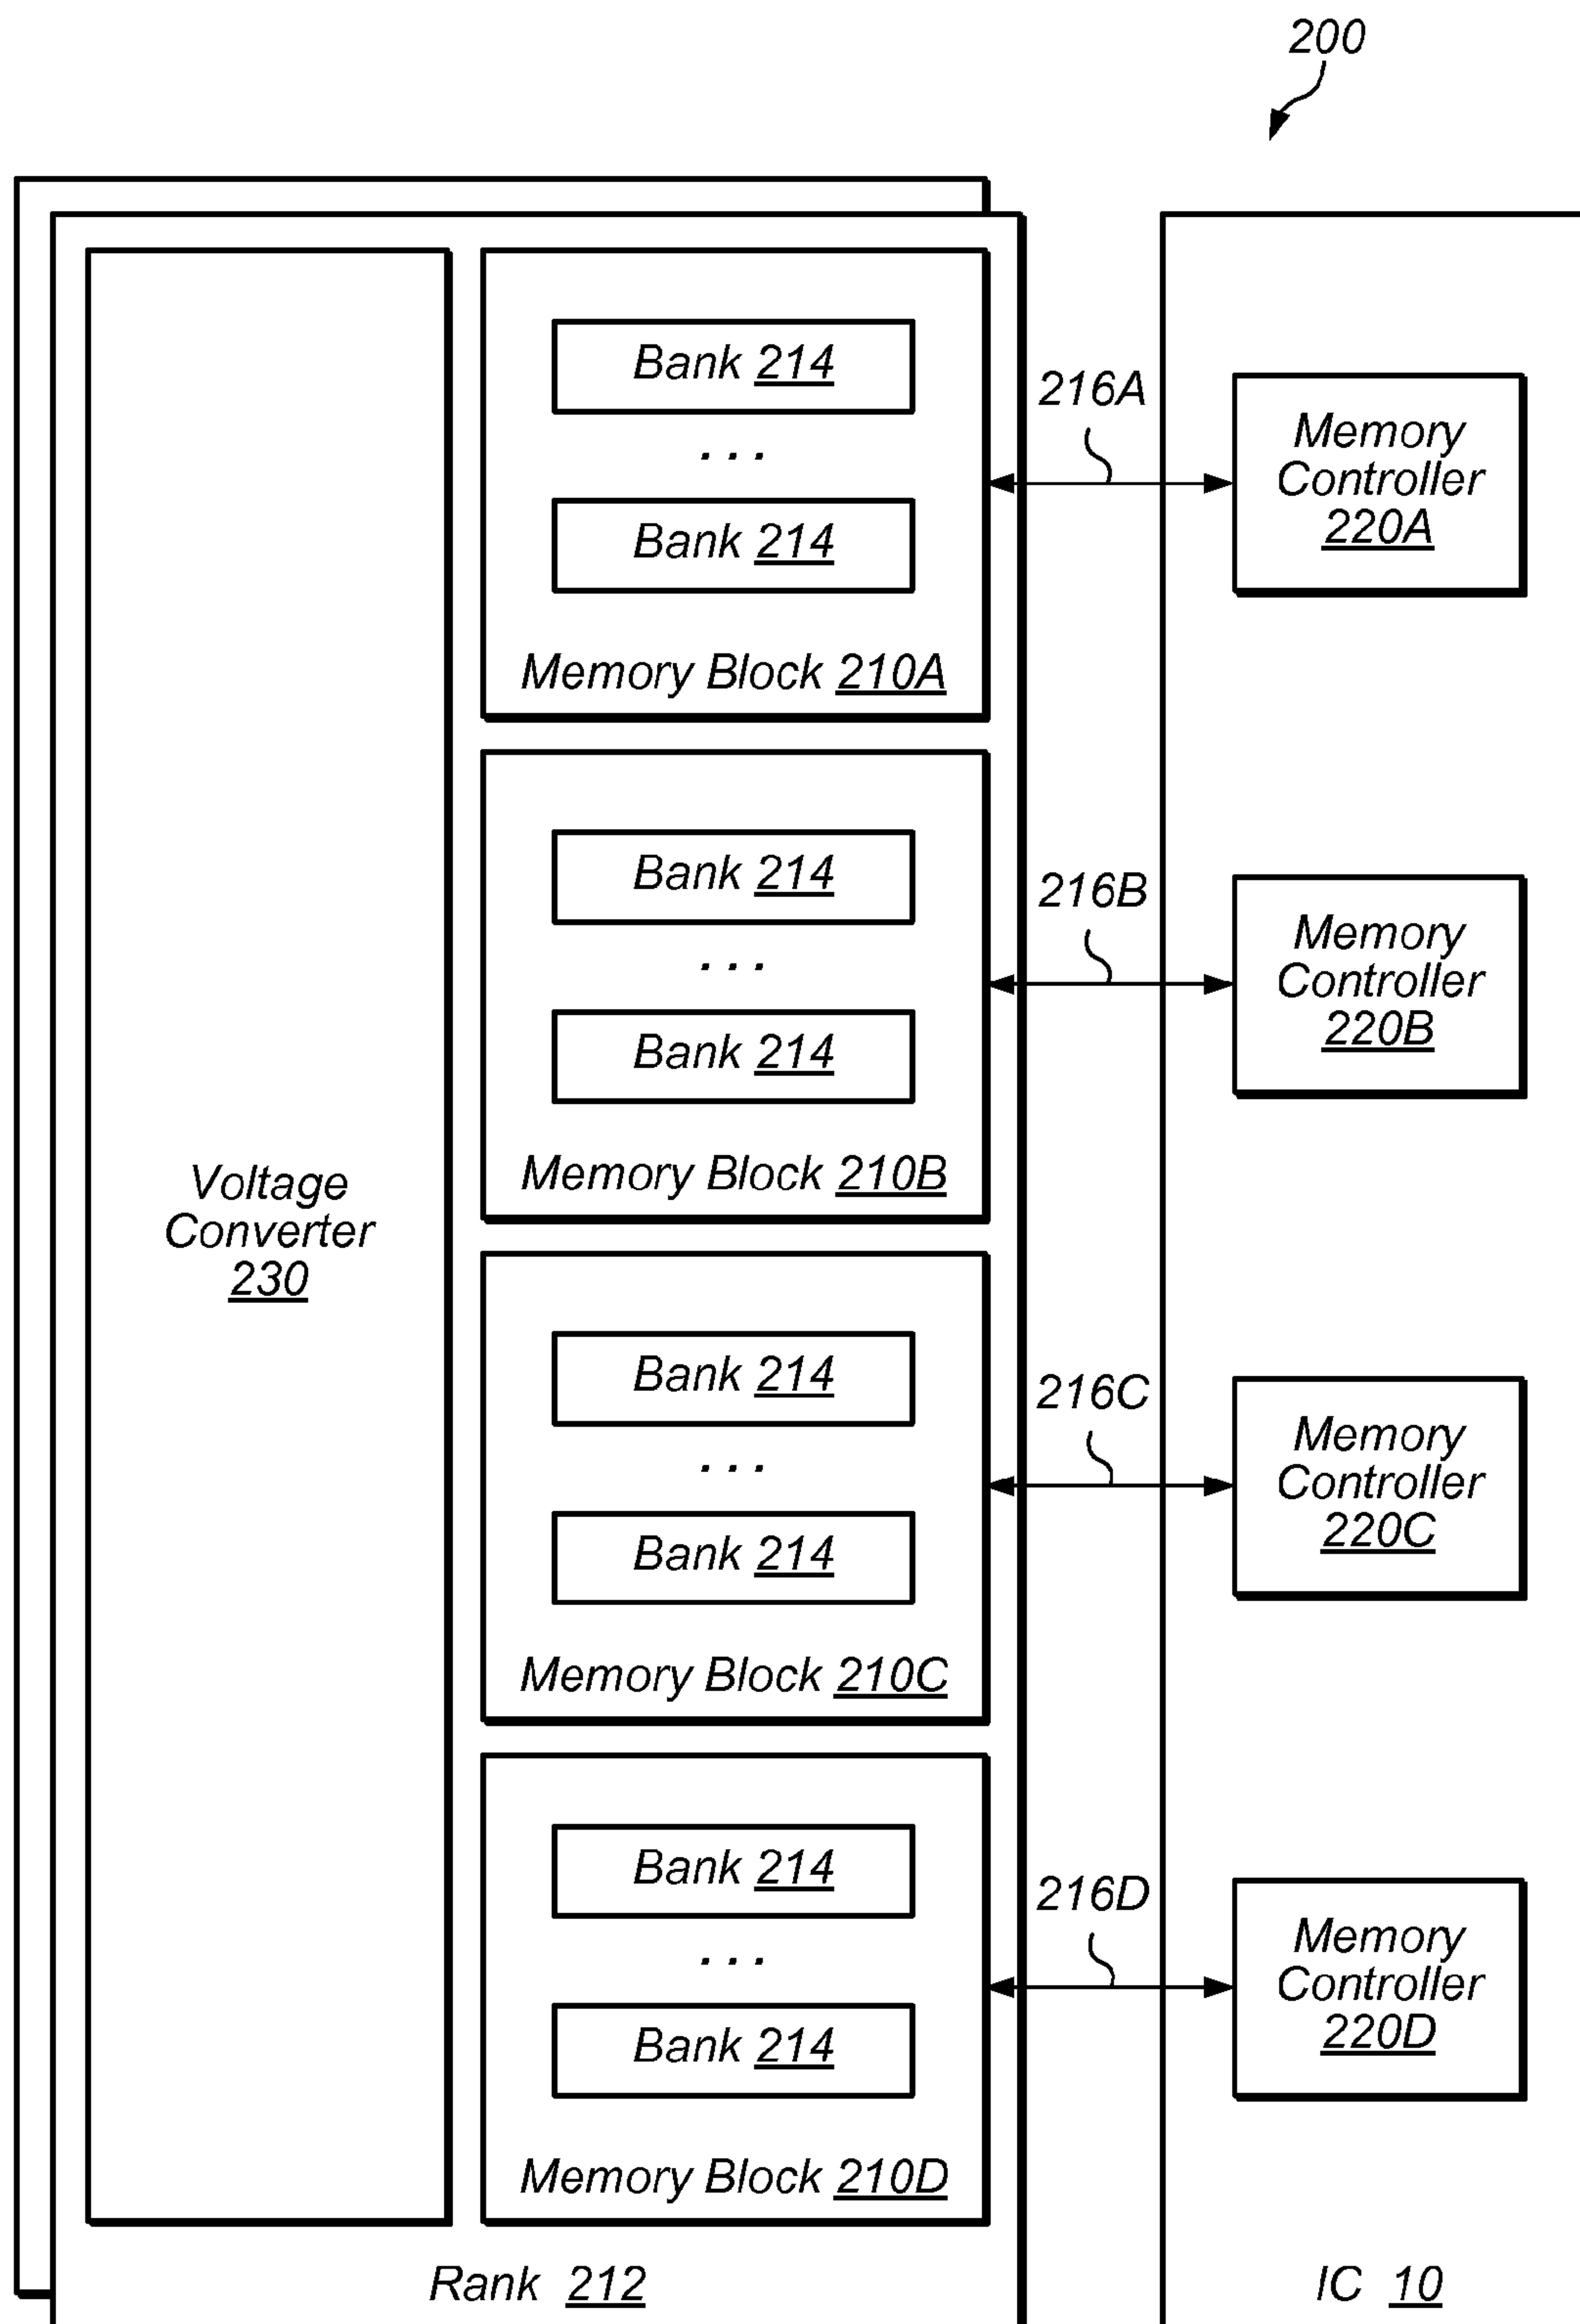 200
Bank 214
. . .
Bank 214
Memory Block 210A
216A
Memory
Controller
220A
Bank 214
. . .
Bank 214
Memory Block 210B
216B
Memory
Controller
220B
Voltage
Converter
230
Bank 214
. . .
Bank 214
Memory Block 210C
216C
Memory
Controller
220C
Bank 214
. . .
Bank 214
Memory Block 210D
216D
Memory
Controller
220D
Rank 212
IC 10